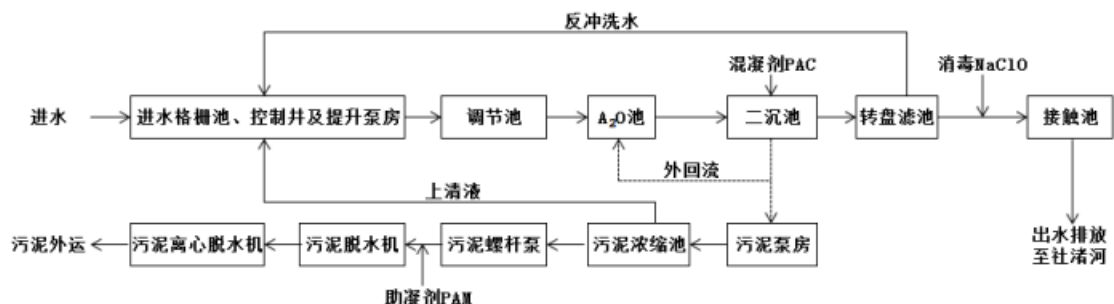 反冲洗水
混凝剂PAC
消毒NaClO
进水
进水格栅池、控制井及提升泵房
调节池
A₂O池
二沉池
转盘滤池
接触池
外回流
上清液
污泥外运
污泥离心脱水机
污泥脱水机
污泥螺杆泵
污泥浓缩池
污泥泵房
出水排放
至社渚河
助凝剂PAM